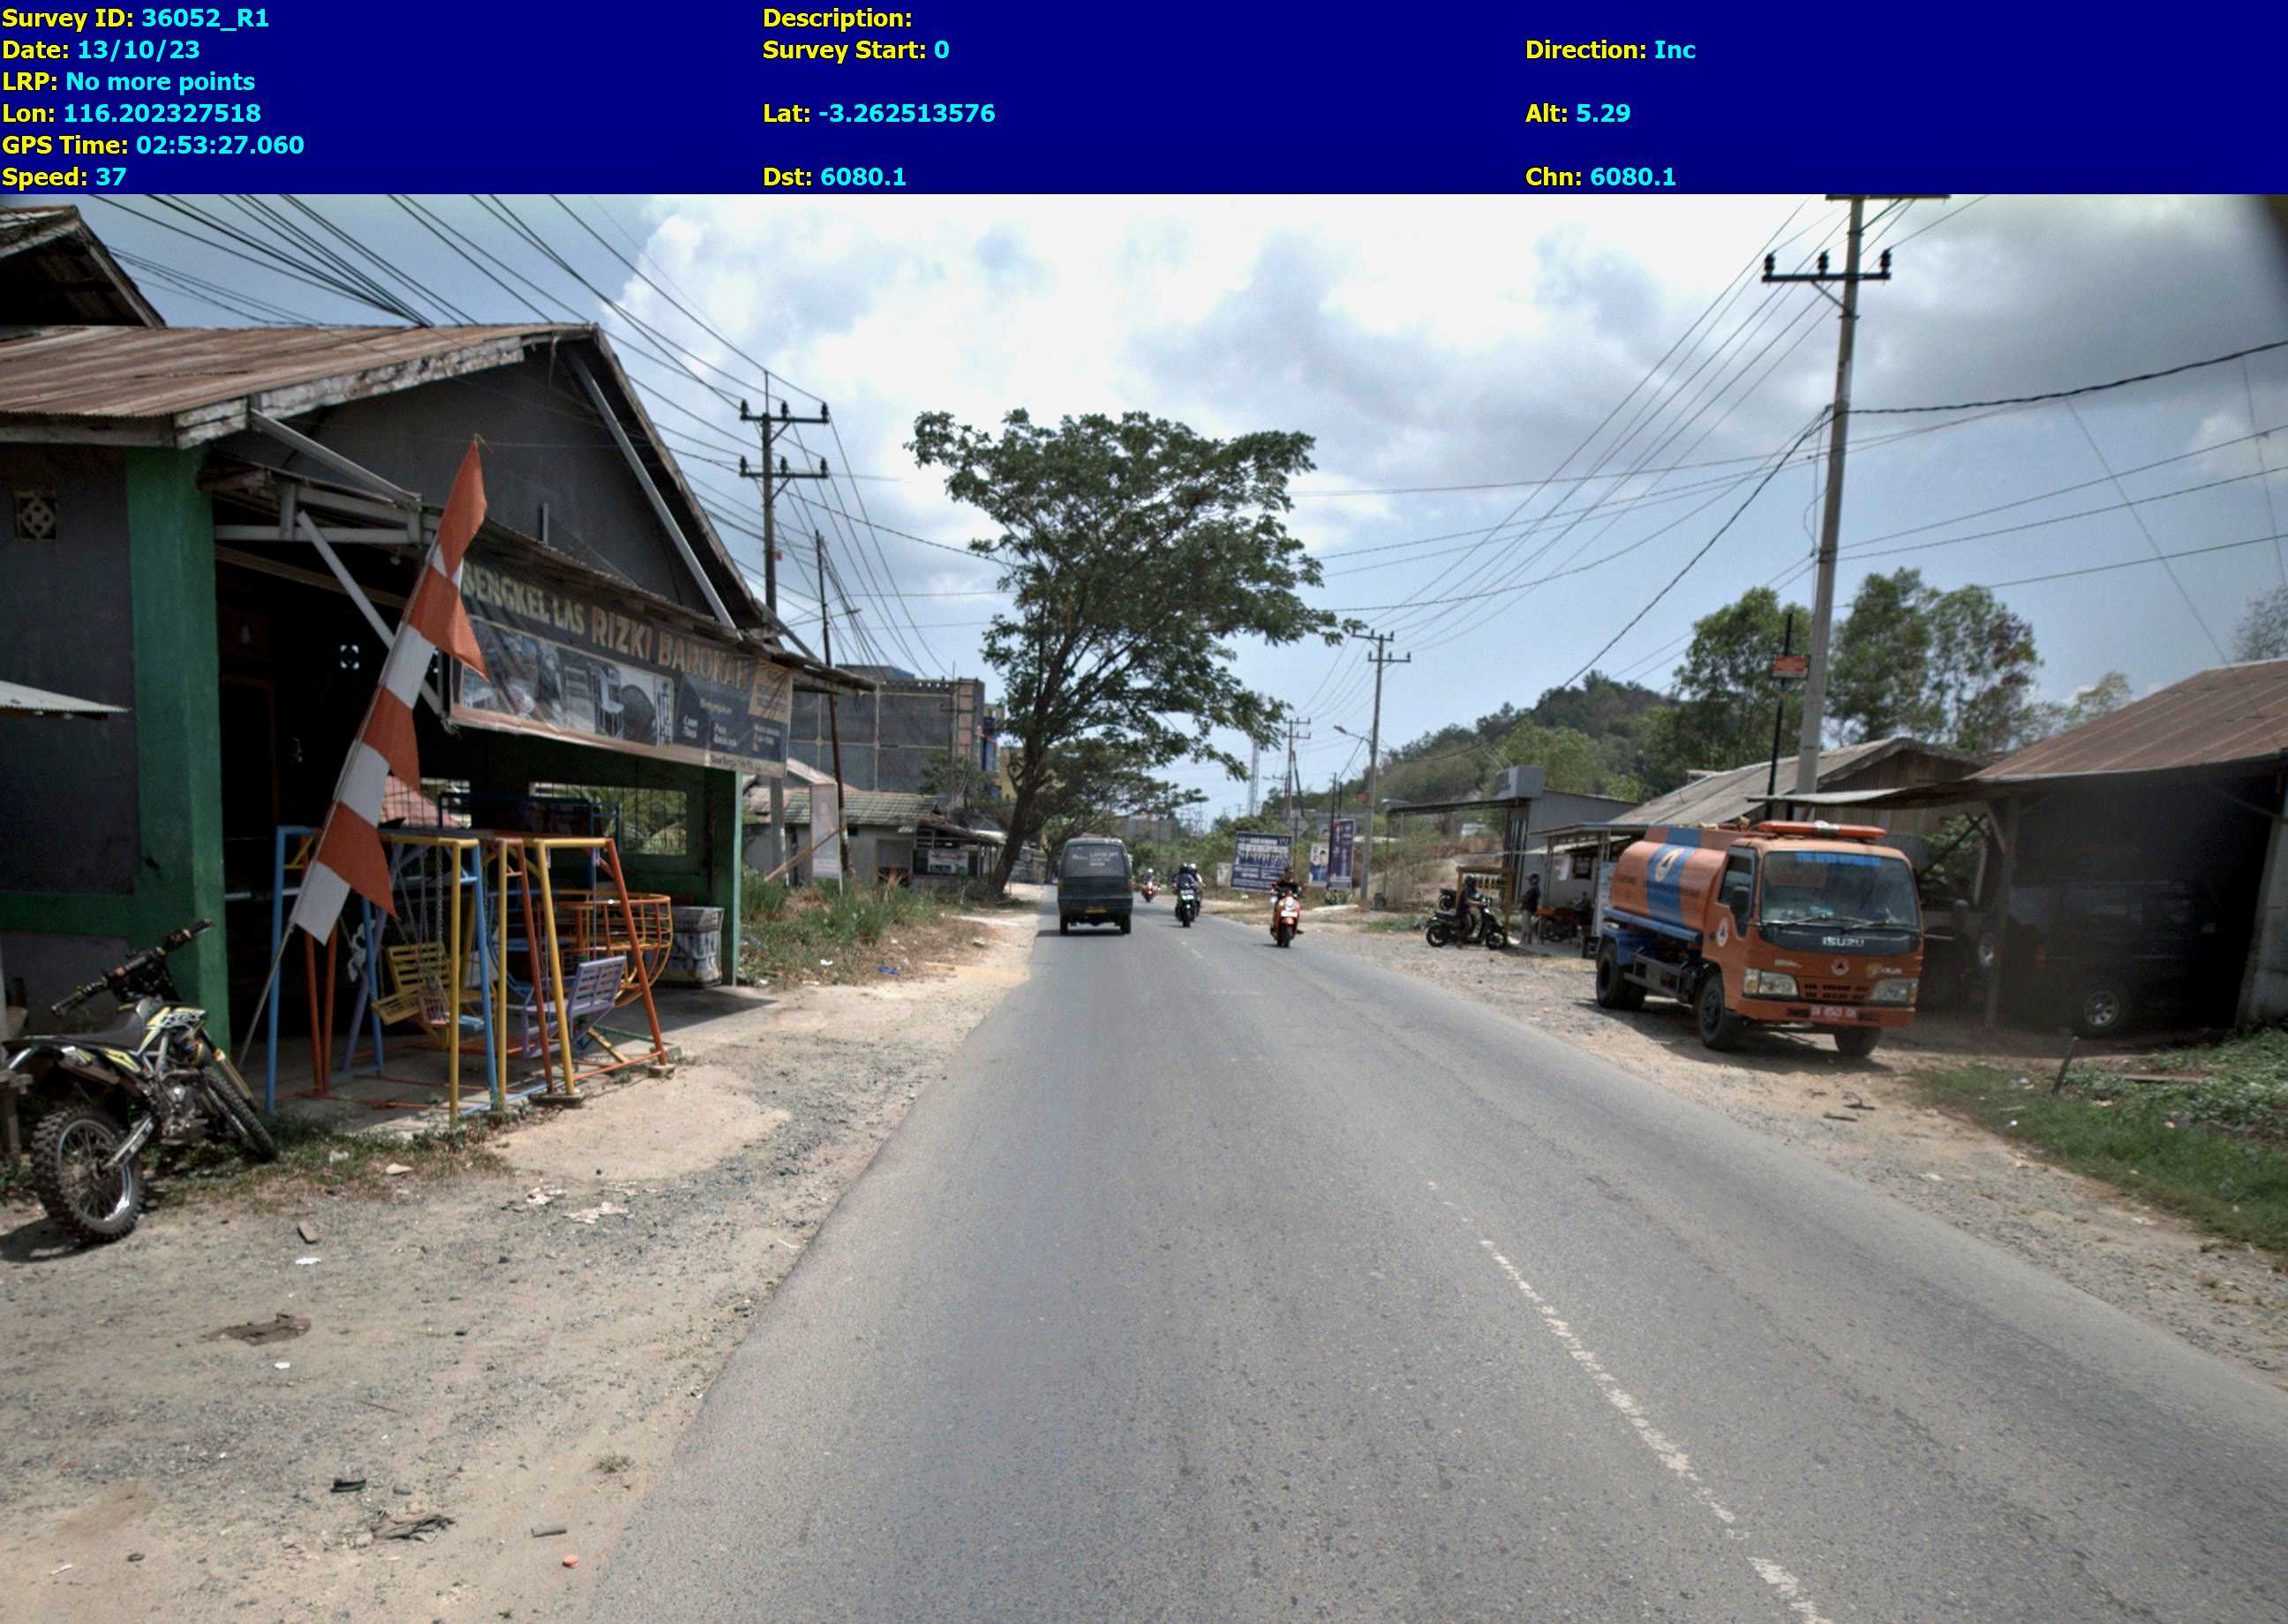 Survey ID: 36052_R1
Description:
Date: 13/10/23
Survey Start: 0
Direction: Inc
LRP: No more points
Lon: 116.202327518
Lat: -3.262513576
Alt: 5.29
GPS Time: 02:53:27.060
Speed: 37
Dst: 6080.1
Chn: 6080.1
BENGKEL LAS RIZKI BAROKAH
ISUZU